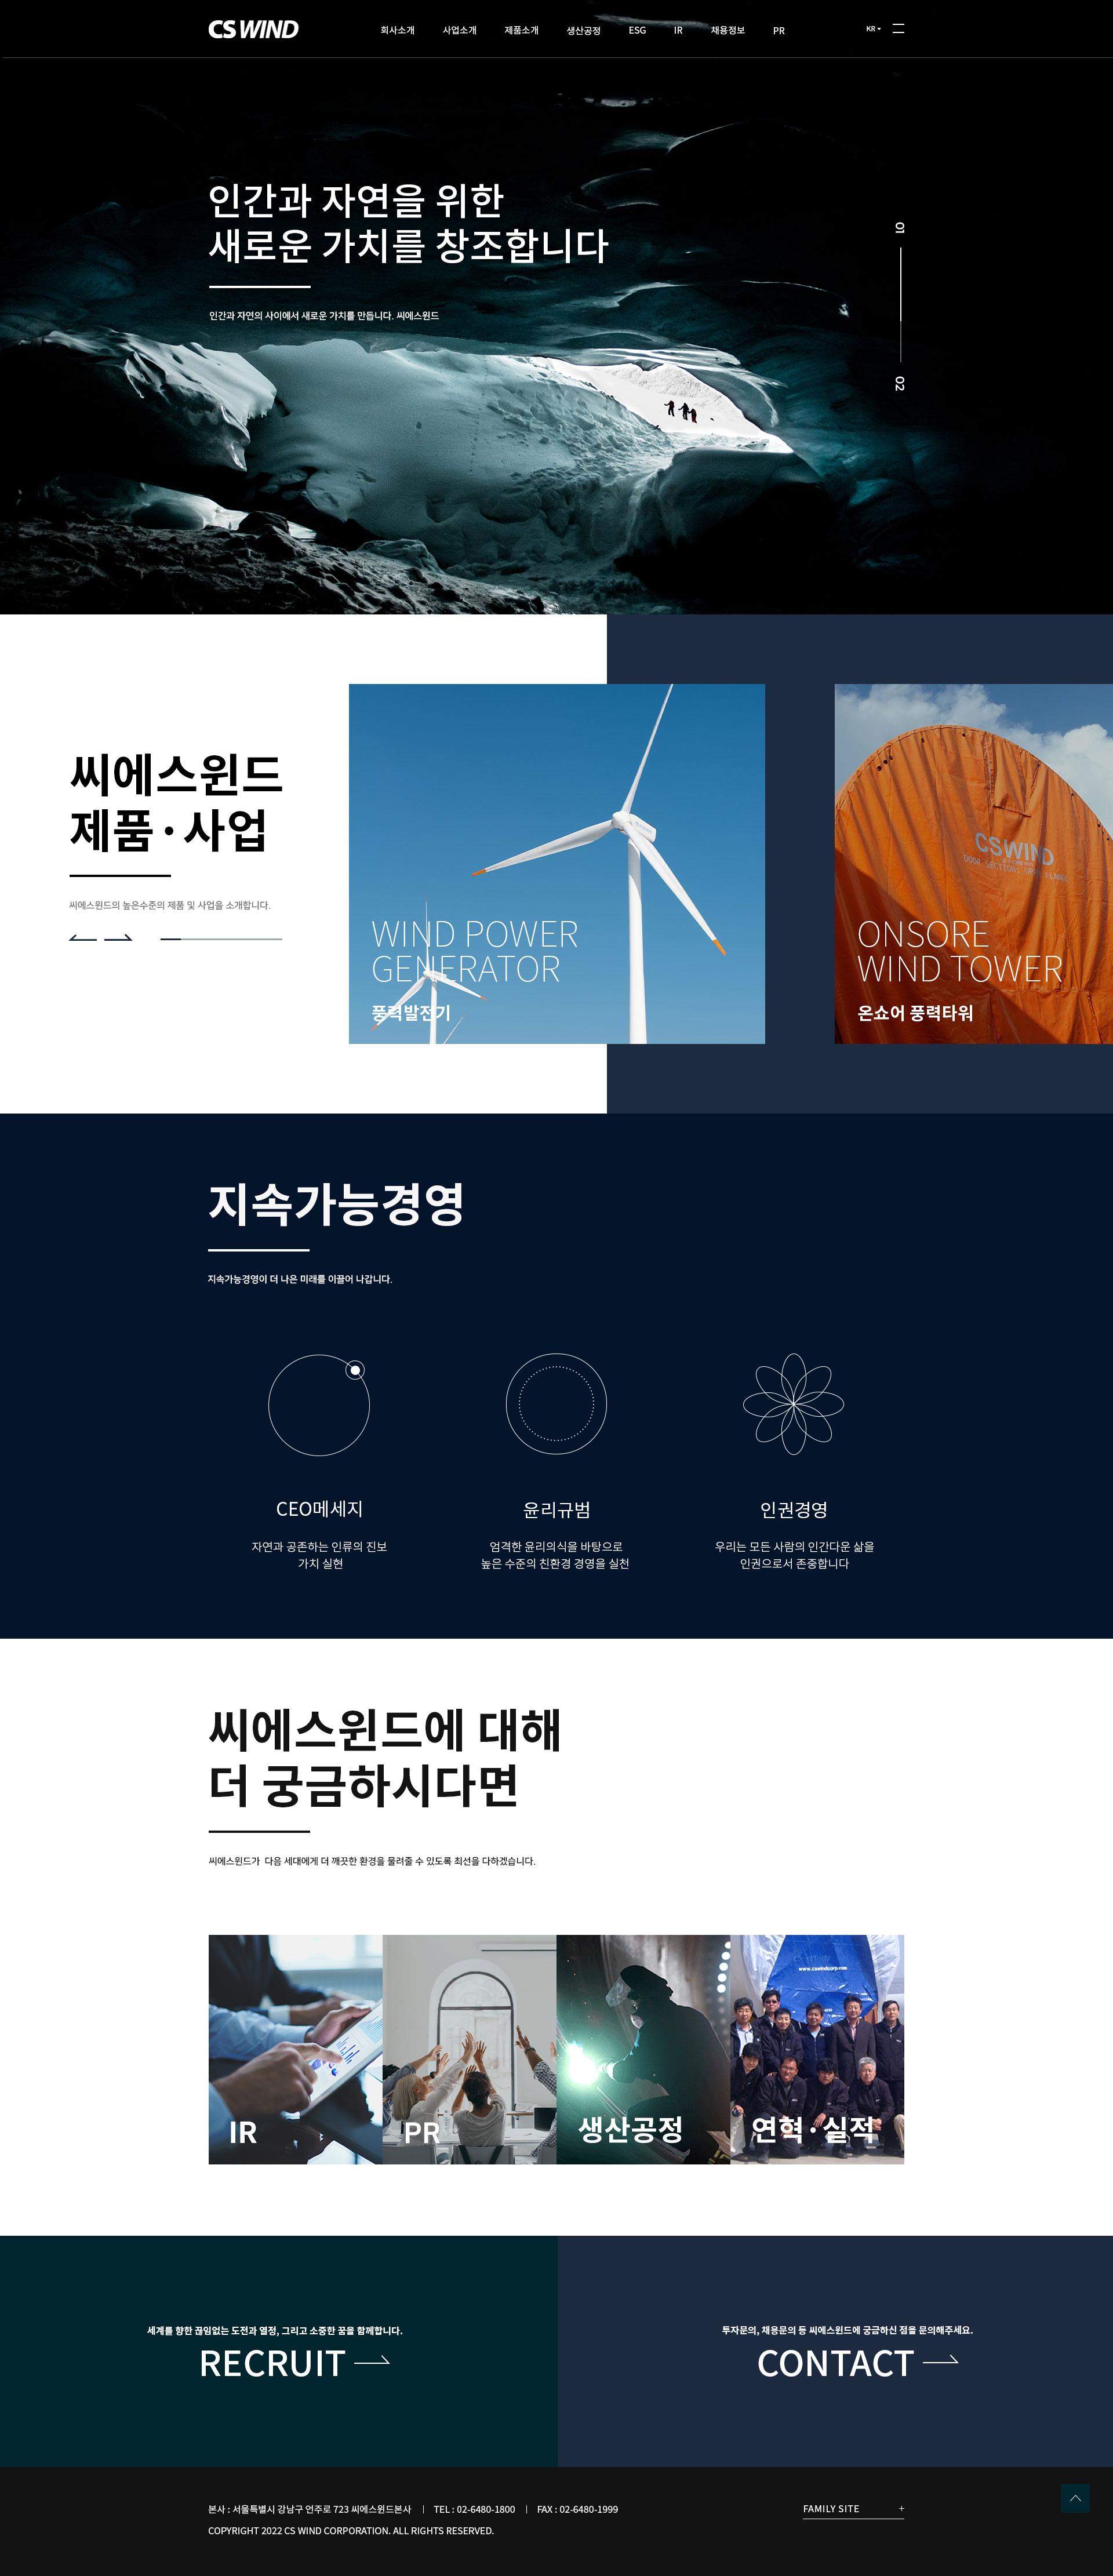 CS WIND
회사소개 사업소개 제품소개 생산공정 ESG IR 채용정보 PR
KR
인간과 자연을 위한
새로운 가치를 창조합니다
인간과 자연의 사이에서 새로운 가치를 만듭니다. 씨에스윈드
01
02
씨에스윈드
제품·사업
씨에스윈드의 높은수준의 제품 및 사업을 소개합니다.
WIND POWER
GENERATOR
풍력발전기
CSWIND
ONSORE
WIND TOWER
온쇼어 풍력타워
지속가능경영
지속가능경영이 더 나은 미래를 이끌어 나갑니다.
CEO메세지
자연과 공존하는 인류의 진보
가치 실현
윤리규범
엄격한 윤리의식을 바탕으로
높은 수준의 친환경 경영을 실천
인권경영
우리는 모든 사람의 인간다운 삶을
인권으로서 존중합니다
씨에스윈드에 대해
더 궁금하시다면
씨에스윈드가 다음 세대에게 더 깨끗한 환경을 물려줄 수 있도록 최선을 다하겠습니다.
IR
PR
생산공정
www.cswindcorp.com
연혁·실적
세계를 향한 끊임없는 도전과 열정, 그리고 소중한 꿈을 함께합니다.
RECRUIT
투자문의, 채용문의 등 씨에스윈드에 궁금하신 점을 문의해주세요.
CONTACT
본사 : 서울특별시 강남구 언주로 723 씨에스윈드본사 | TEL : 02-6480-1800 | FAX : 02-6480-1999
FAMILY SITE +
COPYRIGHT 2022 CS WIND CORPORATION. ALL RIGHTS RESERVED.